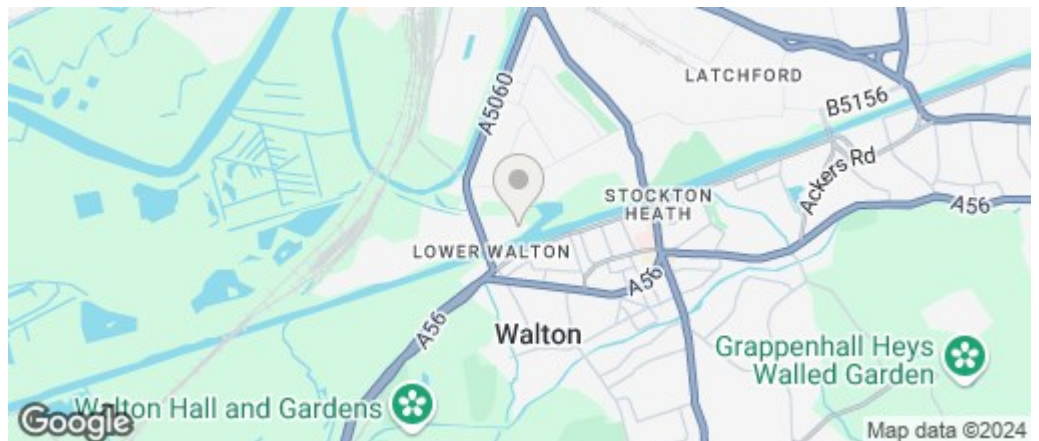 LATCHFORD
A5060
B5156
Ackers Rd
STOCKTON
HEATH
A56
LOWER WALTON
A56
A56
Walton
Grappenhall Heys
Walled Garden
Walton Hall and Gardens
Google
Map data ©2024